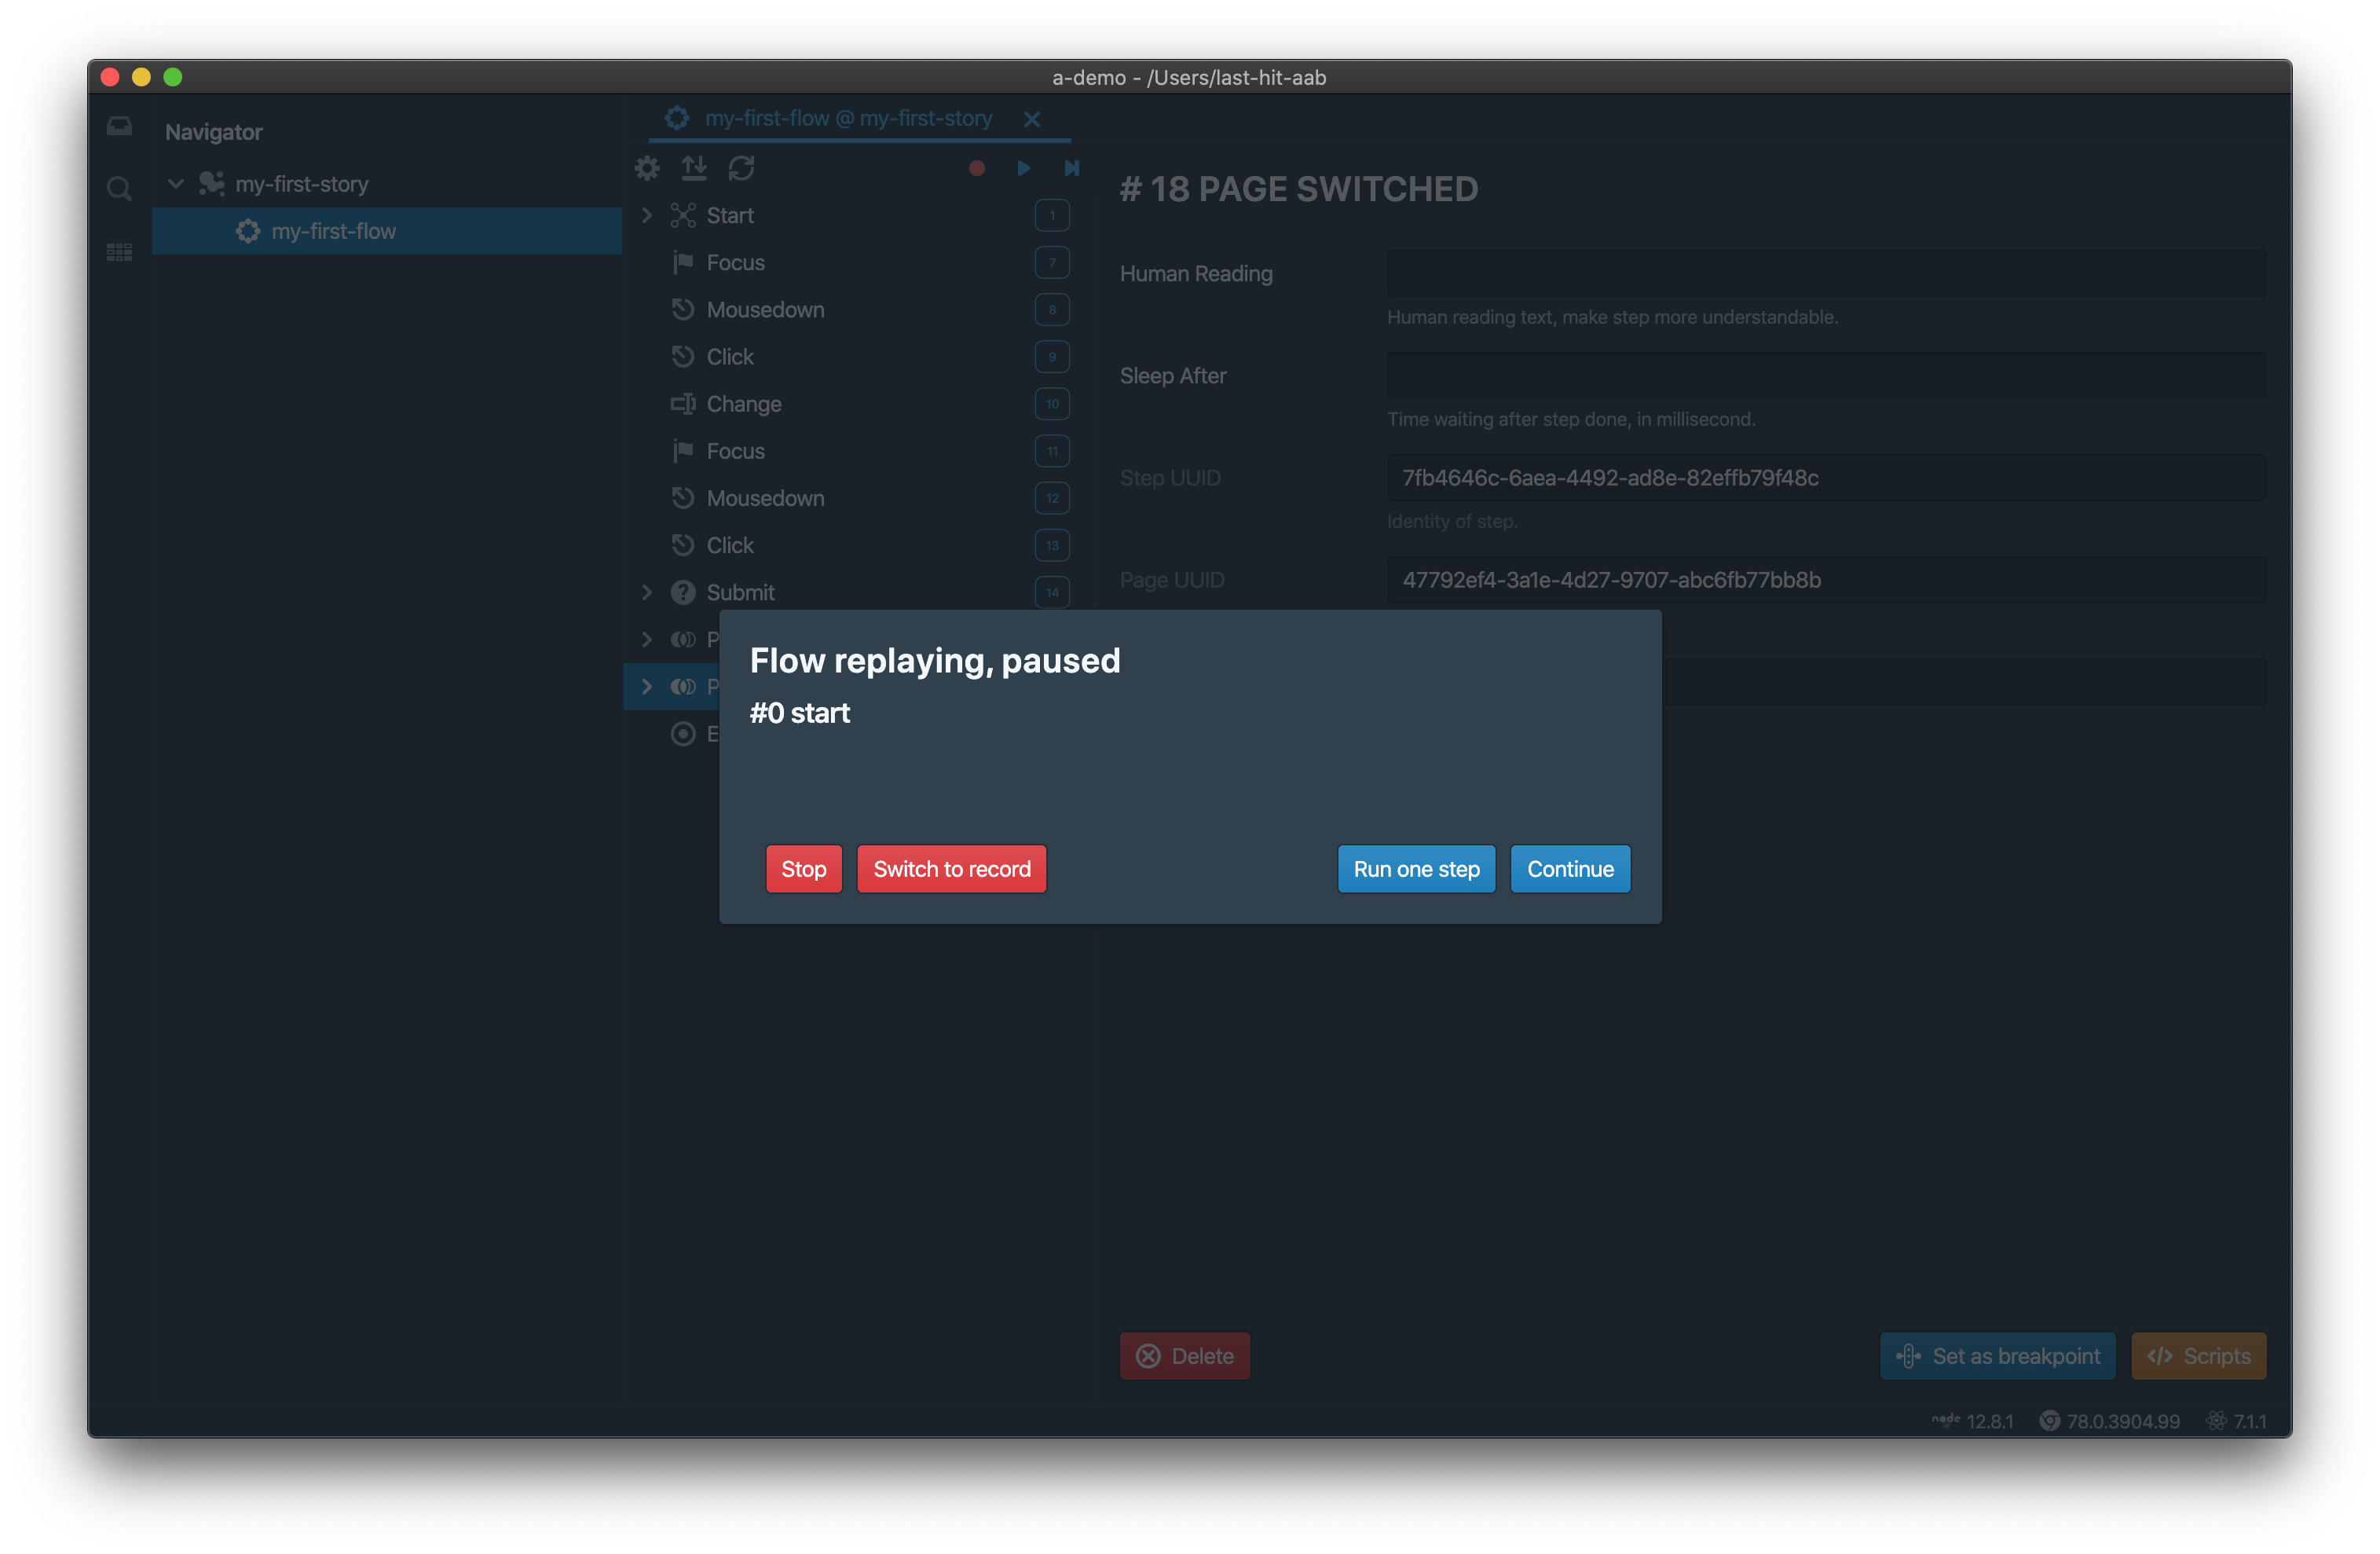 a-demo - /Users/last-hit-aab
Navigator
my-first-story
my-first-flow
my-first-flow @ my-first-story
Start 1
Focus 7
Mousedown 8
Click 9
Change 10
Focus 11
Mousedown 12
Click 13
Submit 14
P
P
E
# 18 PAGE SWITCHED
Human Reading
Human reading text, make step more understandable.
Sleep After
Time waiting after step done, in millisecond.
Step UUID 7fb4646c-6aea-4492-ad8e-82effb79f48c
Identity of step.
Page UUID 47792ef4-3a1e-4d27-9707-abc6fb77bb8b
Flow replaying, paused
#0 start
Stop Switch to record Run one step Continue
Delete Set as breakpoint Scripts
node 12.8.1 78.0.3904.99 7.1.1